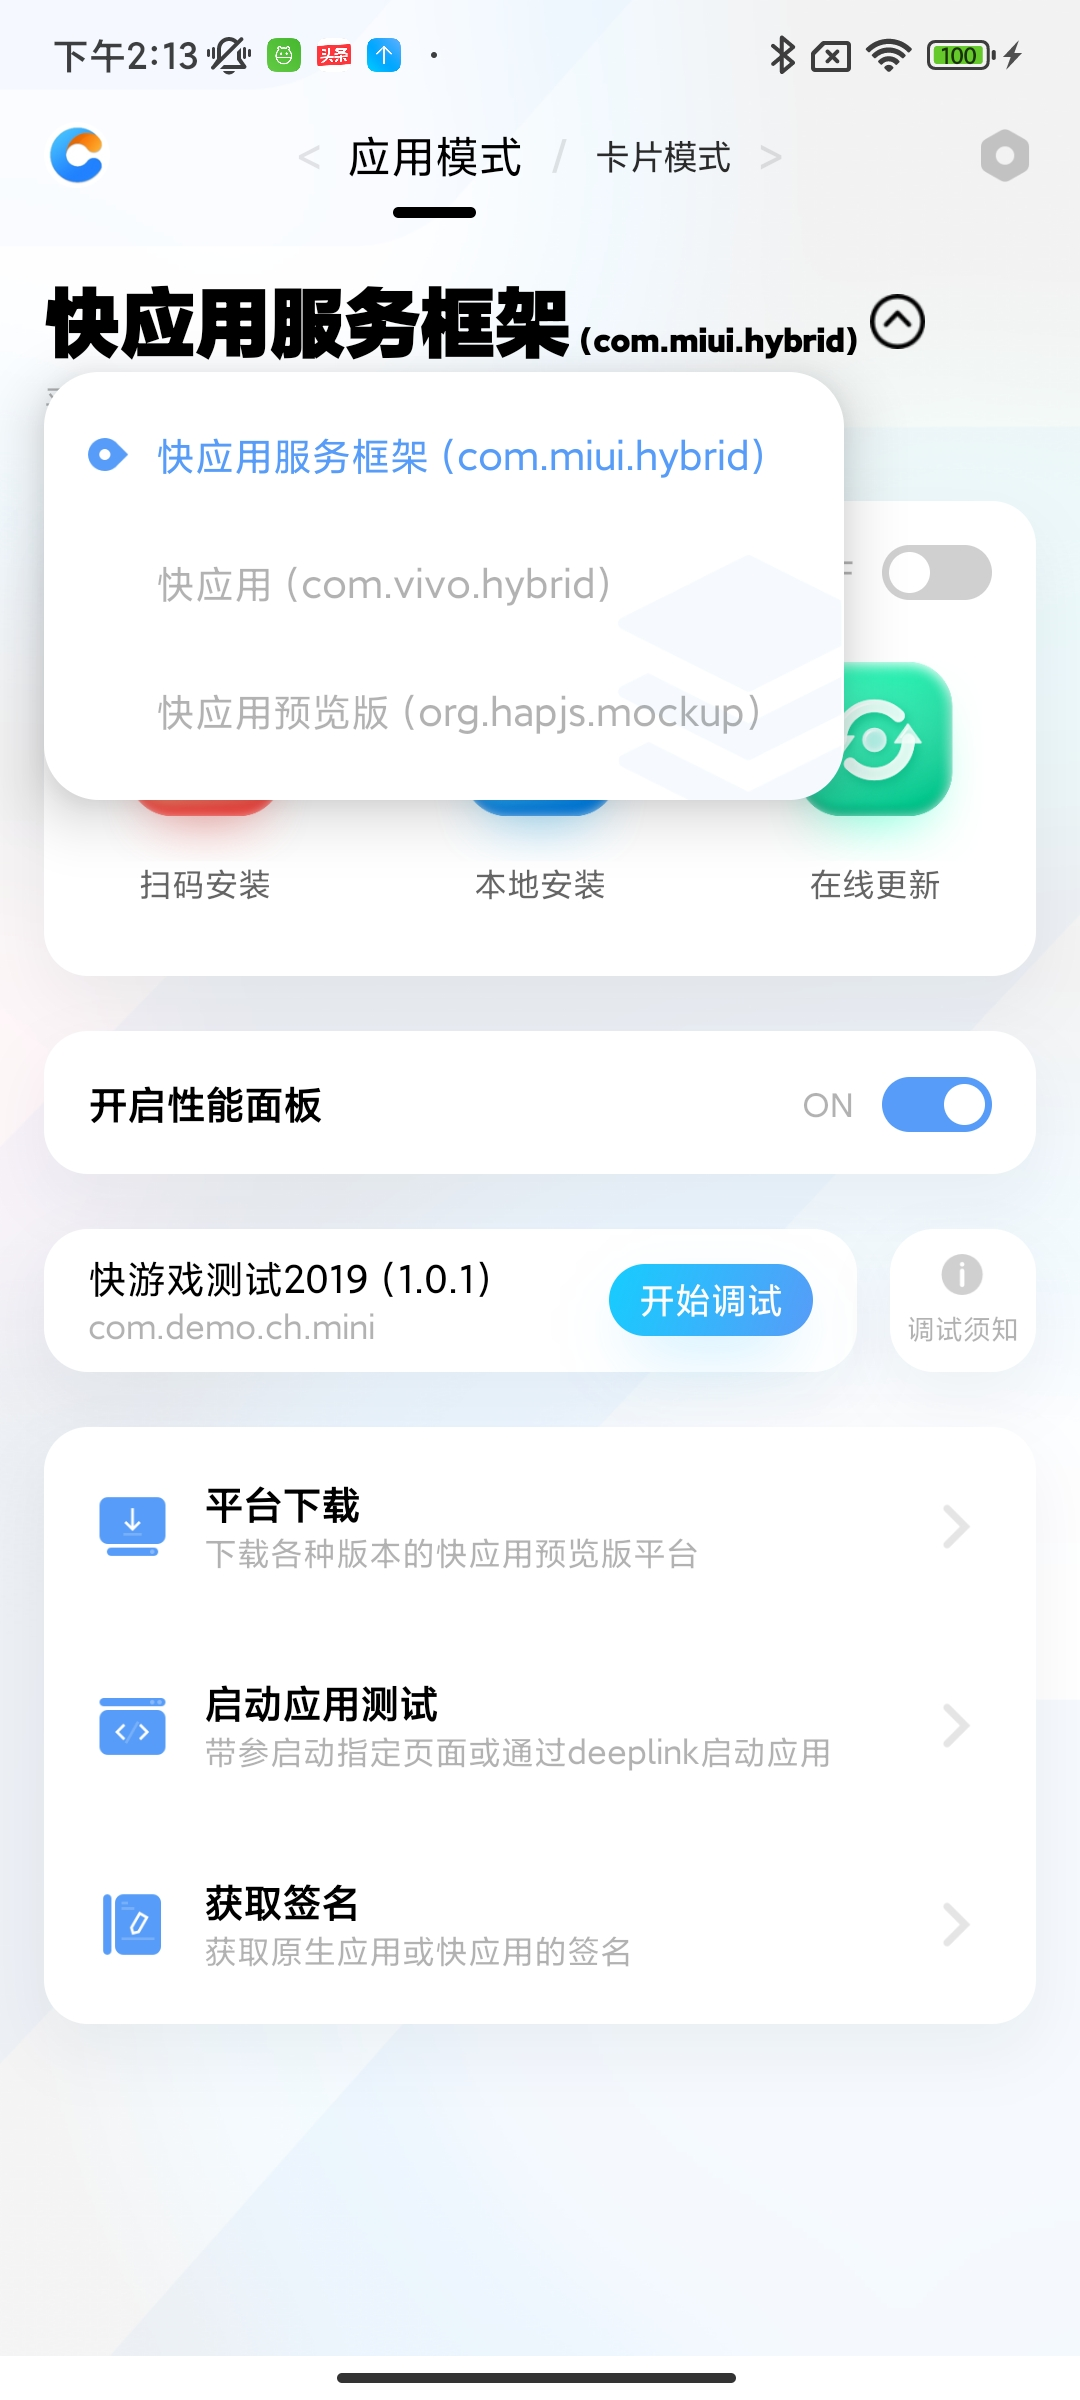 下午2:13 头条 100
应用模式 / 卡片模式
快应用服务框架 (com.miui.hybrid)
快应用服务框架 (com.miui.hybrid)
快应用 (com.vivo.hybrid)
快应用预览版 (org.hapjs.mockup)
扫码安装 本地安装 在线更新
开启性能面板 ON
快游戏测试2019 (1.0.1)
com.demo.ch.mini
开始调试
调试须知
平台下载
下载各种版本的快应用预览版平台
启动应用测试
带参启动指定页面或通过deeplink启动应用
获取签名
获取原生应用或快应用的签名